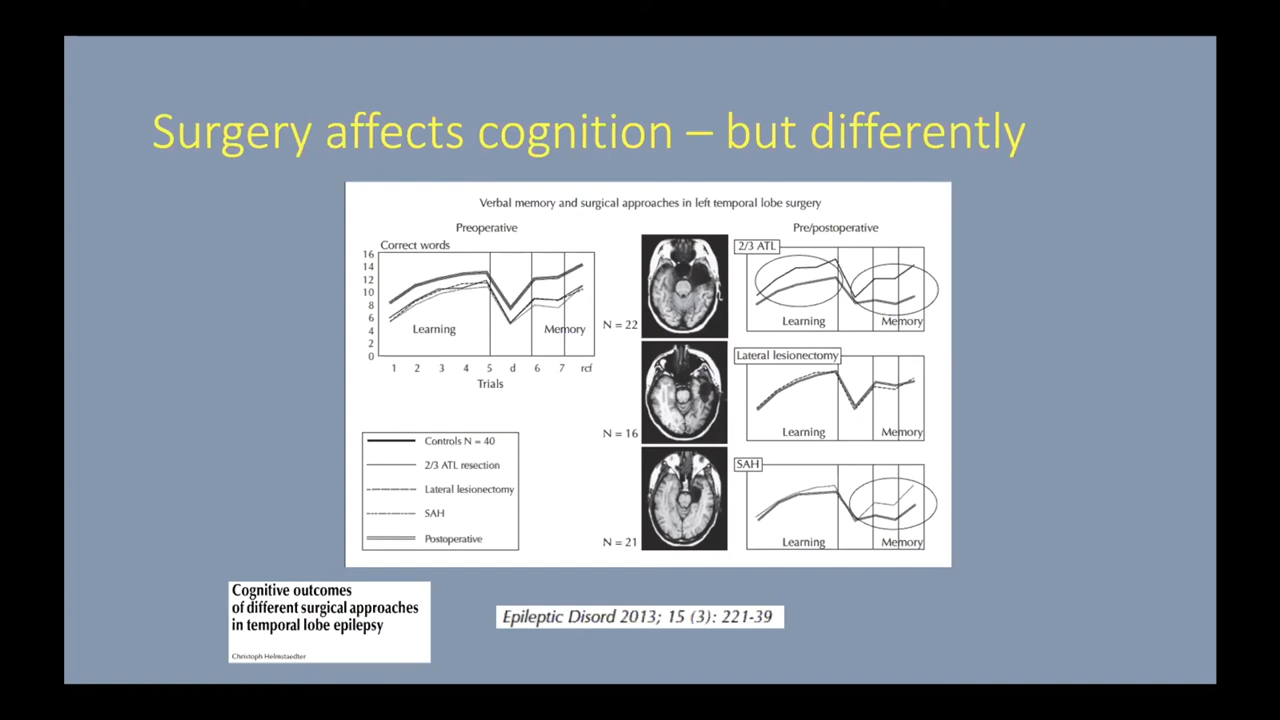 Surgery affects cognition – but differently
Verbal memory and surgical approaches in left temporal lobe surgery
Preoperative
Correct words
16
14
12
10
8
6
4
2
0
Learning
Memory
1 2 3 4 5 d 6 7 rcf
Trials
Controls N = 40
2/3 ATL resection
Lateral lesionectomy
SAH
Postoperative
N = 22
N = 16
N = 21
Pre/postoperative
2/3 ATL
Learning Memory
Lateral lesionectomy
Learning Memory
SAH
Learning Memory
Cognitive outcomes
of different surgical approaches
in temporal lobe epilepsy
Christoph Helmstaedter
Epileptic Disord 2013; 15 (3): 221-39